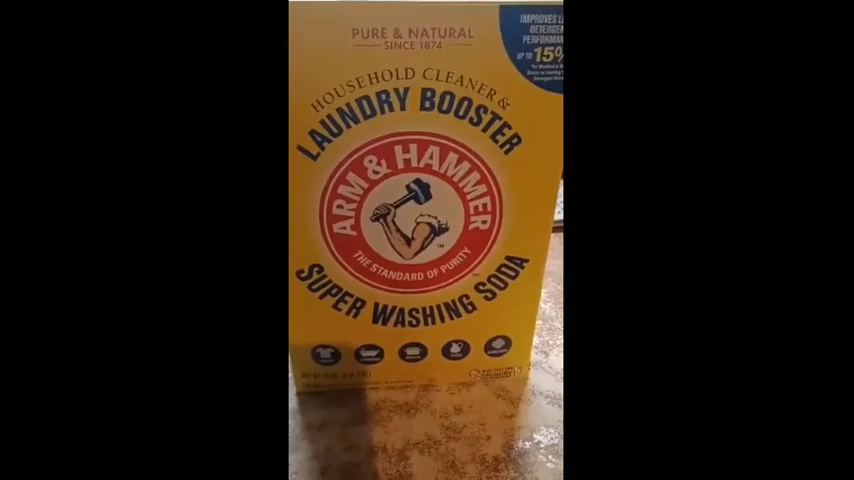 PURE & NATURAL
SINCE 1874
IMPROVES
DETERGEN
PERFORMAN
UP TO 15%
HOUSEHOLD CLEANER &
LAUNDRY BOOSTER
ARM & HAMMER
THE STANDARD OF PURITY
SUPER WASHING SODA